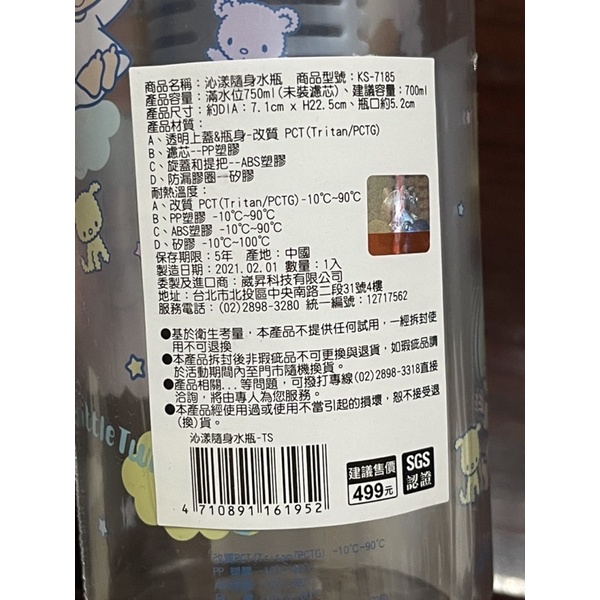 商品名稱：沁漾隨身水瓶　商品型號：KS-7185
產品容量：滿水位750ml(未裝濾芯)、建議容量：700ml
產品尺寸：約DIA：7.1cm x H22.5cm、瓶口約5.2cm
產品材質：
A、透明上蓋&瓶身-改質 PCT(Tritan/PCTG)
B、濾芯--PP塑膠
C、旋蓋和提把--ABS塑膠
D、防漏膠圈—矽膠
耐熱溫度：
A、改質 PCT(Tritan/PCTG)-10℃~90℃
B、PP塑膠 -10℃~90℃
C、ABS塑膠 -10℃~90℃
D、矽膠 -10℃~100℃
保存期限：5年　產地：中國
製造日期：2021.02.01 數量：1入
委製及進口商：威昇科技有限公司
地址：台北市北投區中央南路二段31號4樓
服務電話：(02)2898-3280 統一編號：12717562
●基於衛生考量，本產品不提供任何試用，一經拆封使
用不可退換
●本產品拆封後非瑕疵品不可更換與退貨，如瑕疵品請
於活動期間內至門市隨機換貨。
●產品相關...等問題，可撥打專線(02)2898-3318直接
洽詢，將由專人為您服務。
●本產品經使用過或使用不當引起的損壞，恕不接受退
(換)貨。
沁漾隨身水瓶-TS
4 710891 161952
建議售價
499元
SGS
認證
Little Tw
改質PCT(Tritan/PCTG) -10℃~90℃
PP 塑膠 -10℃~90℃